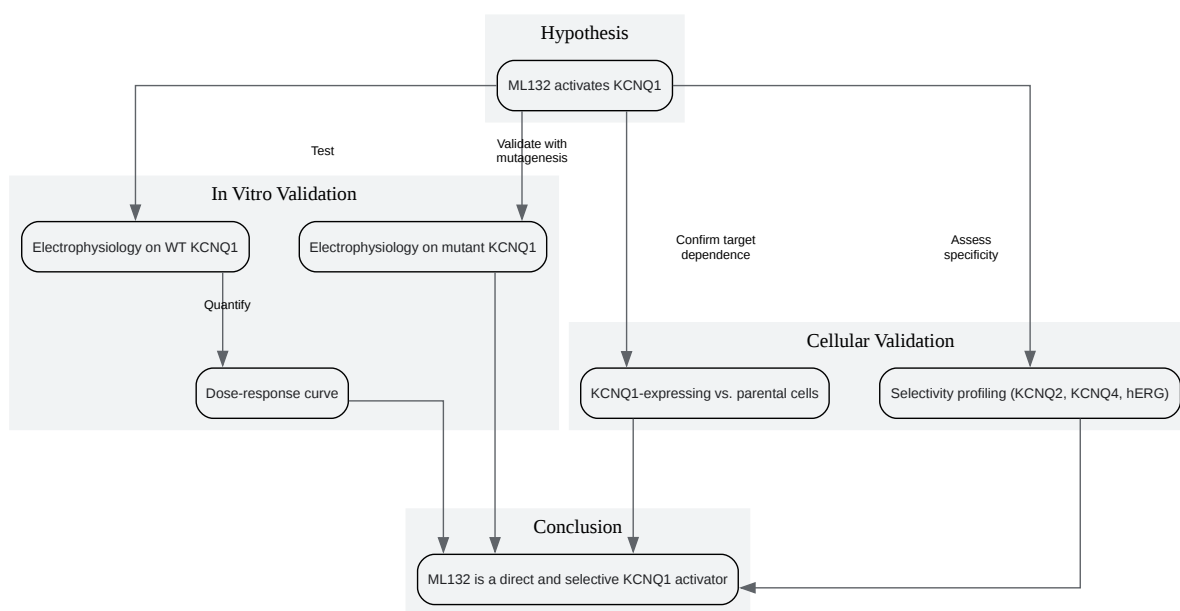 Hypothesis
ML132 activates KCNQ1
Test
Validate with
mutagenesis
In Vitro Validation
Electrophysiology on WT KCNQ1
Electrophysiology on mutant KCNQ1
Confirm target
dependence
Assess
specificity
Quantify
Cellular Validation
Dose-response curve
KCNQ1-expressing vs. parental cells
Selectivity profiling (KCNQ2, KCNQ4, hERG)
Conclusion
ML132 is a direct and selective KCNQ1 activator